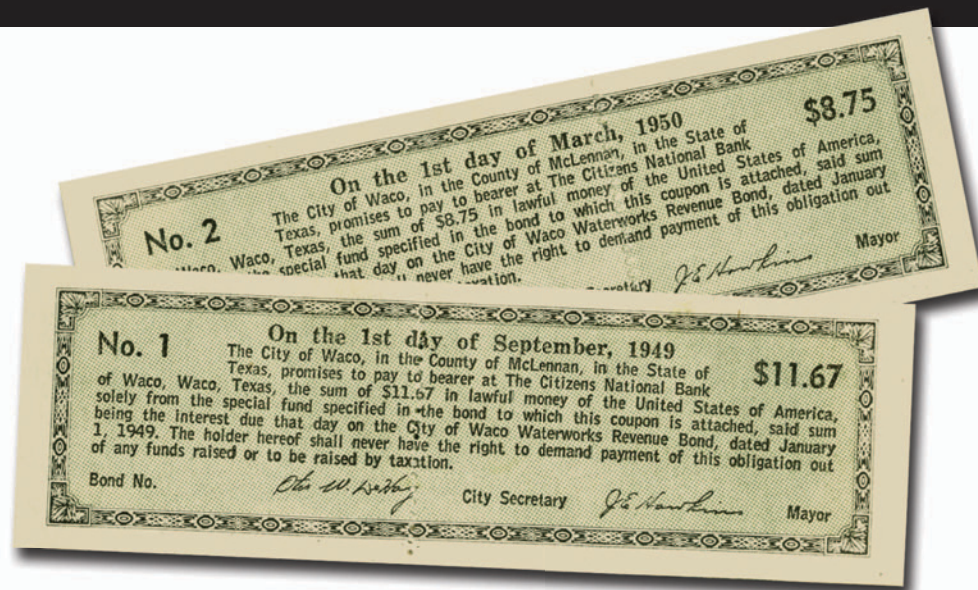 On the 1st day of March, 1950
$8.75
No. 2
The City of Waco, in the County of McLennan, in the State of
Texas, promises to pay to bearer at The Citizens National Bank
Waco, Waco, Texas, the sum of $8.75 in lawful money of the United States of America,
special fund specified in the bond to which this coupon is attached, said sum
that day on the City of Waco Waterworks Revenue Bond, dated January
never have the right to demand payment of this obligation out
J E Hawkins
Mayor
On the 1st day of September, 1949
No. 1
$11.67
The City of Waco, in the County of McLennan, in the State of
Texas, promises to pay to bearer at The Citizens National Bank
of Waco, Waco, Texas, the sum of $11.67 in lawful money of the United States of America,
solely from the special fund specified in the bond to which this coupon is attached, said sum
being the interest due that day on the City of Waco Waterworks Revenue Bond, dated January
1, 1949. The holder hereof shall never have the right to demand payment of this obligation out
of any funds raised or to be raised by taxation.
Bond No.
City Secretary
J E Hawkins
Mayor